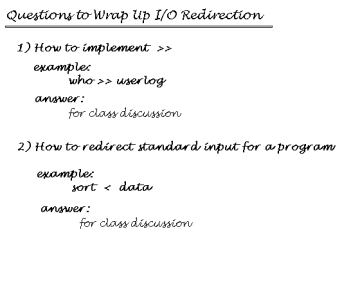 Questions to Wrap Up I/O Redirection
1) How to implement >>
example:
who >> userlog
answer:
for class discussion
2) How to redirect standard input for a program
example:
sort < data
answer:
for class discussion